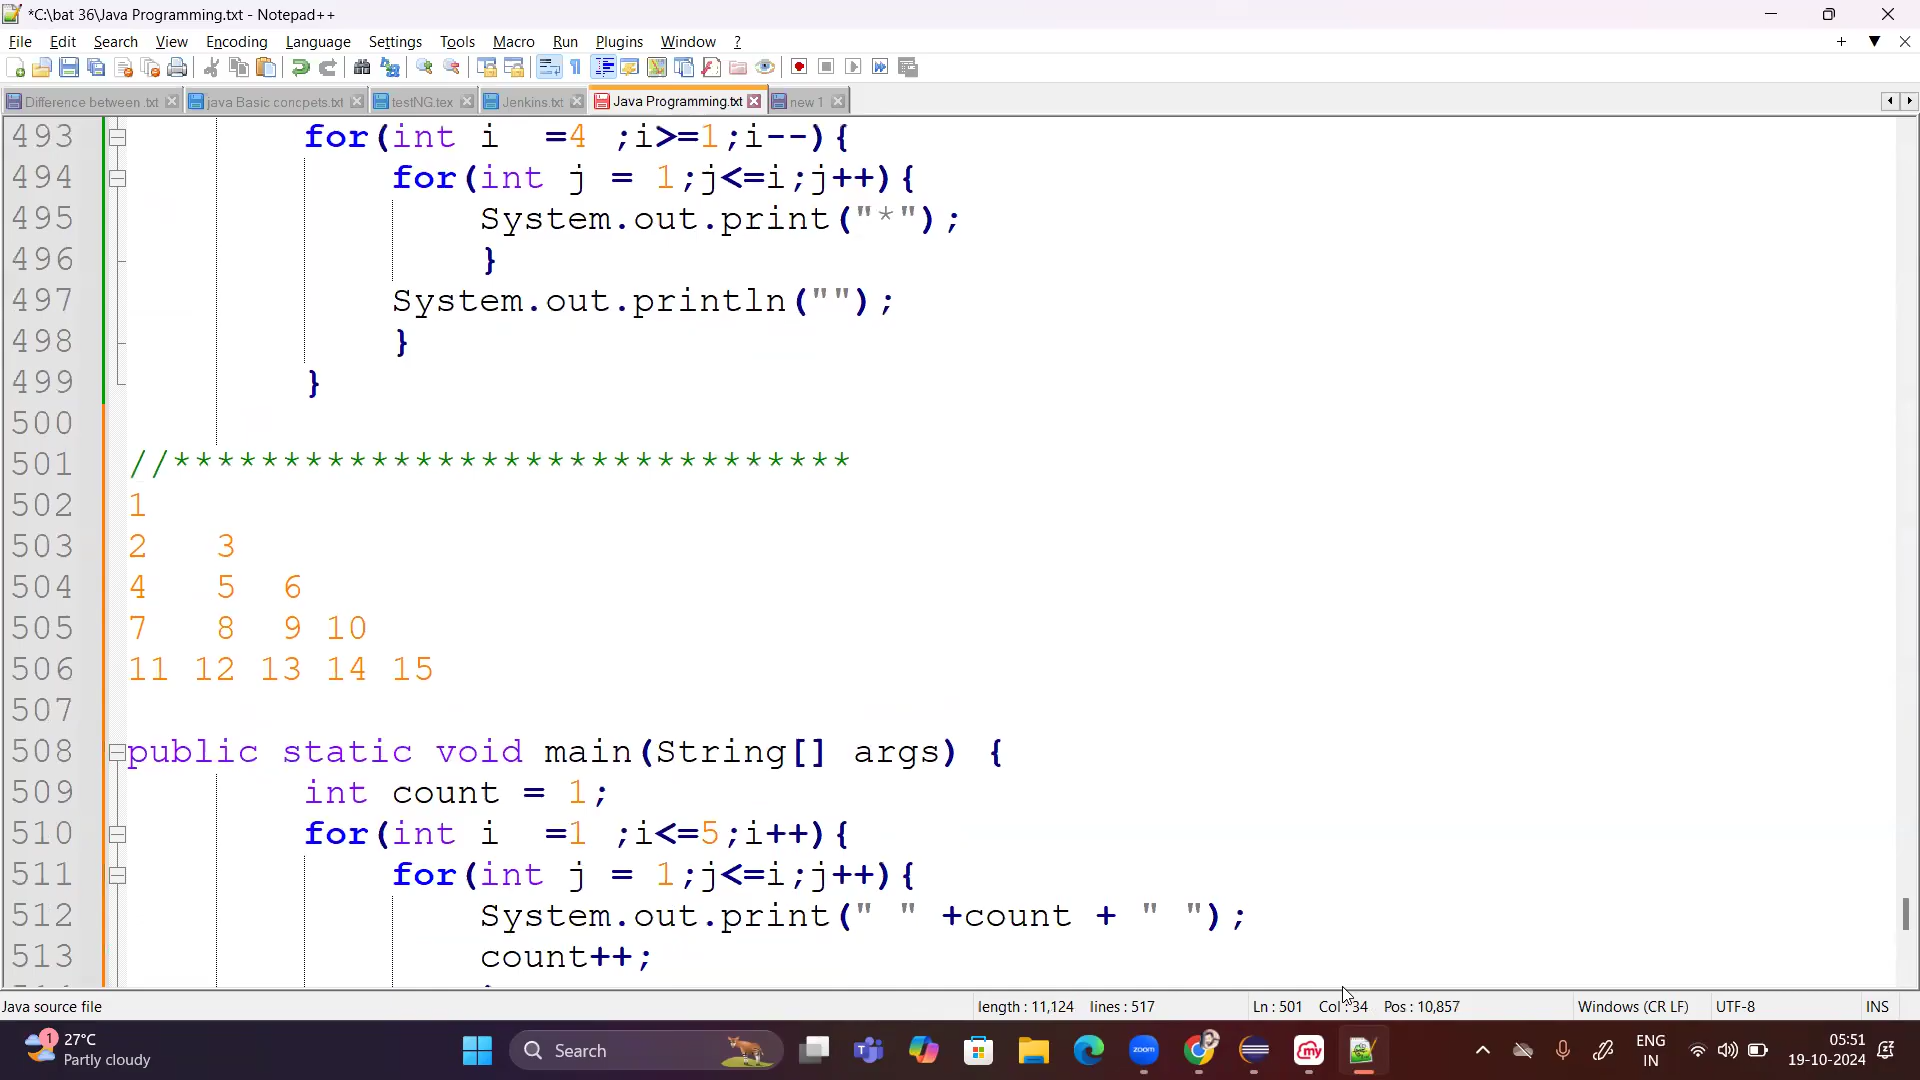 *C:\bat 36\Java Programming.txt - Notepad++
File Edit Search View Encoding Language Settings Tools Macro Run Plugins Window ?
Difference between .txt java Basic concpets.txt testNG.tex Jenkins.txt Java Programming.txt new 1
493 for(int i  =4 ;i>=1;i--){
494 for(int j = 1;j<=i;j++){
495 System.out.print("*");
496 }
497 System.out.println("");
498 }
499 }
500
501 //*******************************
502 1
503 2 3
504 4 5 6
505 7 8 9 10
506 11 12 13 14 15
507
508 public static void main(String[] args) {
509 int count = 1;
510 for(int i  =1 ;i<=5;i++){
511 for(int j = 1;j<=i;j++){
512 System.out.print(" " +count + " ");
513 count++;
Java source file length : 11,124 lines : 517 Ln : 501 Col : 34 Pos : 10,857 Windows (CR LF) UTF-8 INS
1 27°C
Partly cloudy
Search
zoom
my
ENG
IN
05:51
19-10-2024